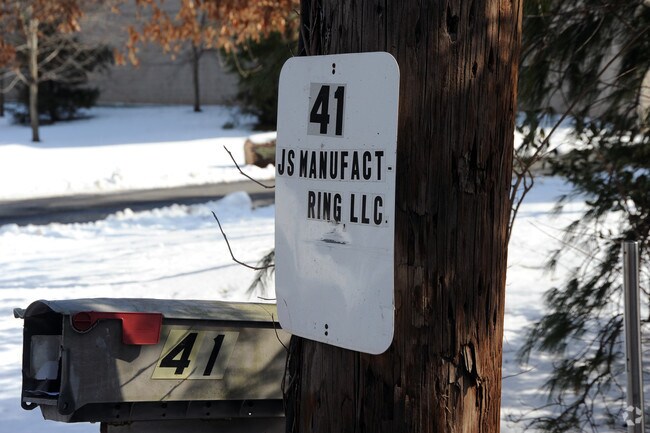 41
JS MANUFACT-
RING LLC.
41